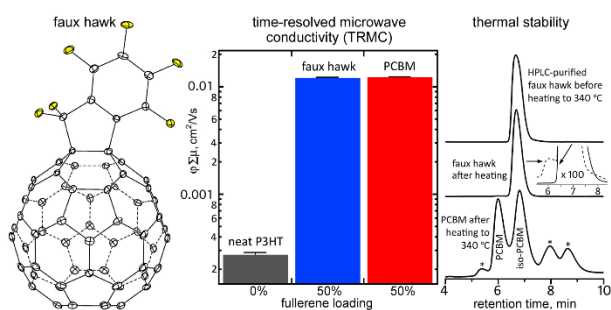 faux hawk
time-resolved microwave
conductivity (TRMC)
thermal stability
φΣμ, cm²/Vs
0.01
8
6
4
2
0.001
8
6
4
2
neat P3HT
faux hawk
PCBM
0%
50%
50%
fullerene loading
HPLC-purified
faux hawk before
heating to 340 °C
faux hawk
after heating
x 100
6 7 8
PCBM after
heating to
340 °C
*
PCBM
iso-PCBM
*
*
4 6 8 10
retention time, min